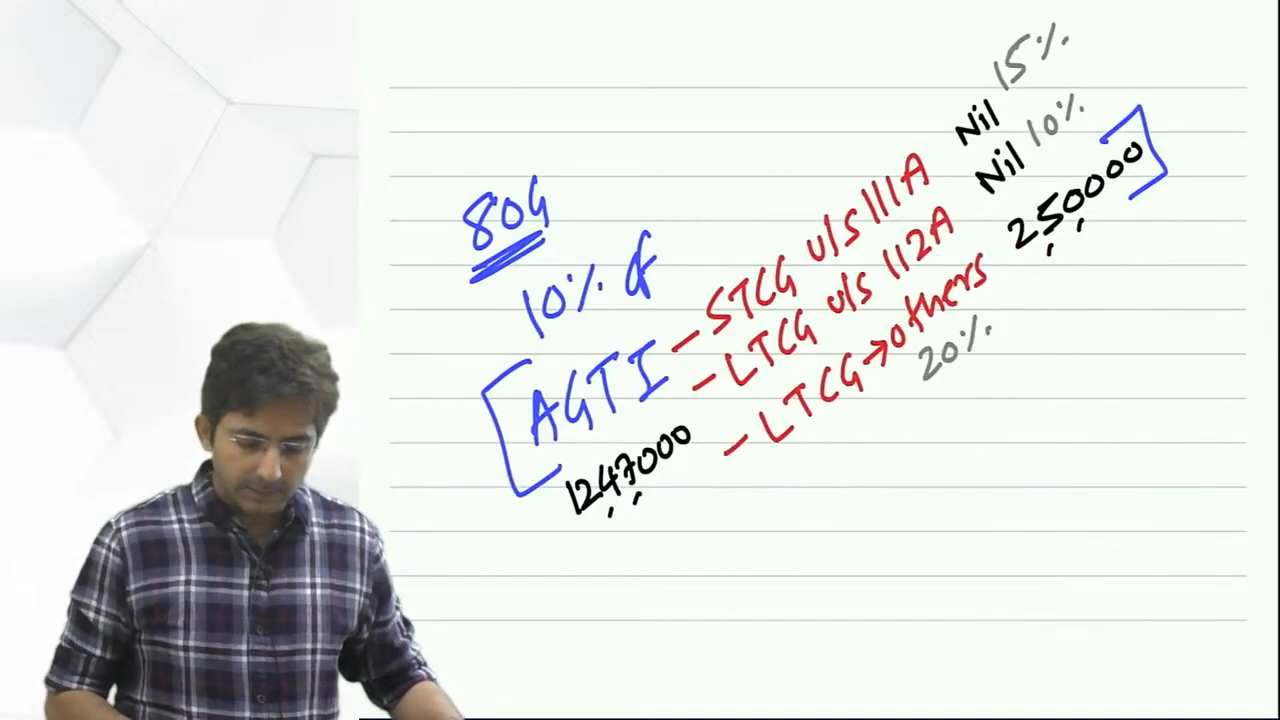 80G
10% of
[AGTI - STCG u/s 111A Nil 15%
- LTCG u/s 112A Nil 10%
- LTCG → others 250000]
20%
1247000